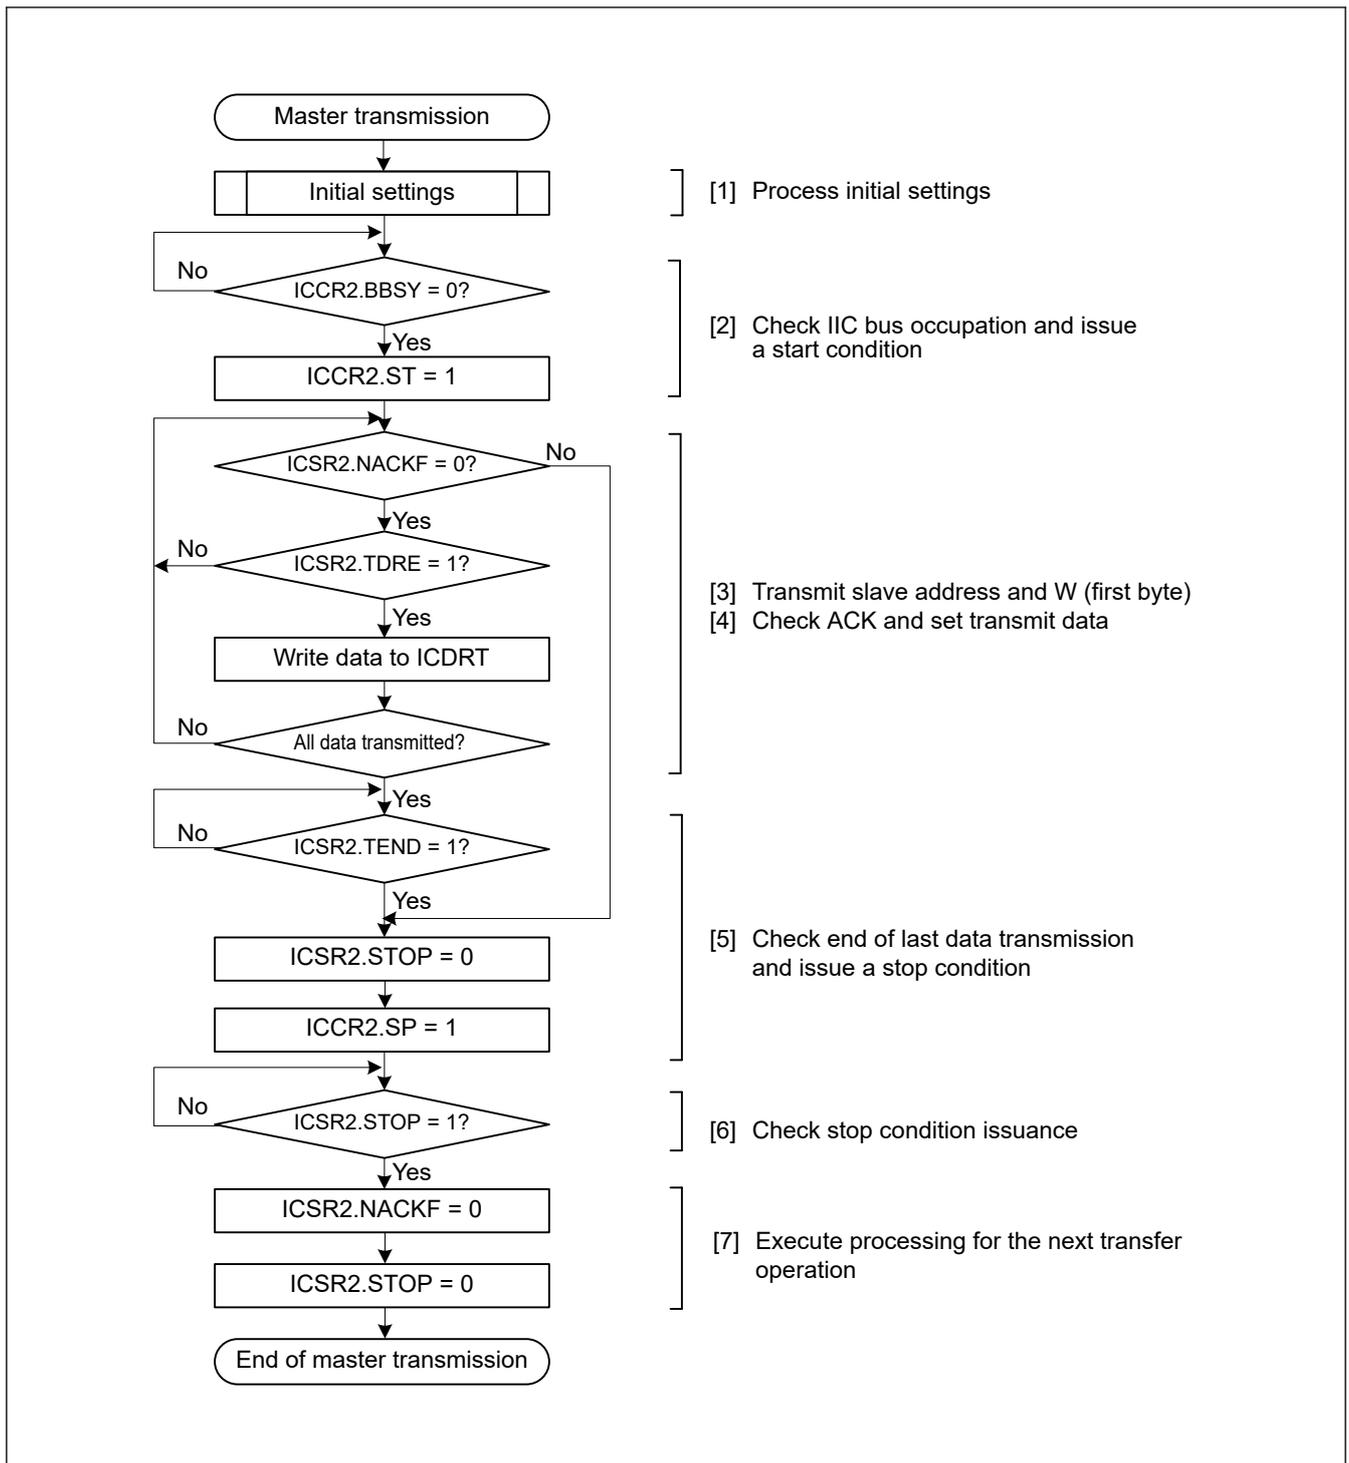 Master transmission
Initial settings
[1] Process initial settings
No
ICCR2.BBSY = 0?
[2] Check IIC bus occupation and issue
a start condition
Yes
ICCR2.ST = 1
No
ICSR2.NACKF = 0?
Yes
No
ICSR2.TDRE = 1?
[3] Transmit slave address and W (first byte)
[4] Check ACK and set transmit data
Yes
Write data to ICDRT
No
All data transmitted?
Yes
No
ICSR2.TEND = 1?
Yes
[5] Check end of last data transmission
and issue a stop condition
ICSR2.STOP = 0
ICCR2.SP = 1
No
ICSR2.STOP = 1?
[6] Check stop condition issuance
Yes
ICSR2.NACKF = 0
[7] Execute processing for the next transfer
operation
ICSR2.STOP = 0
End of master transmission